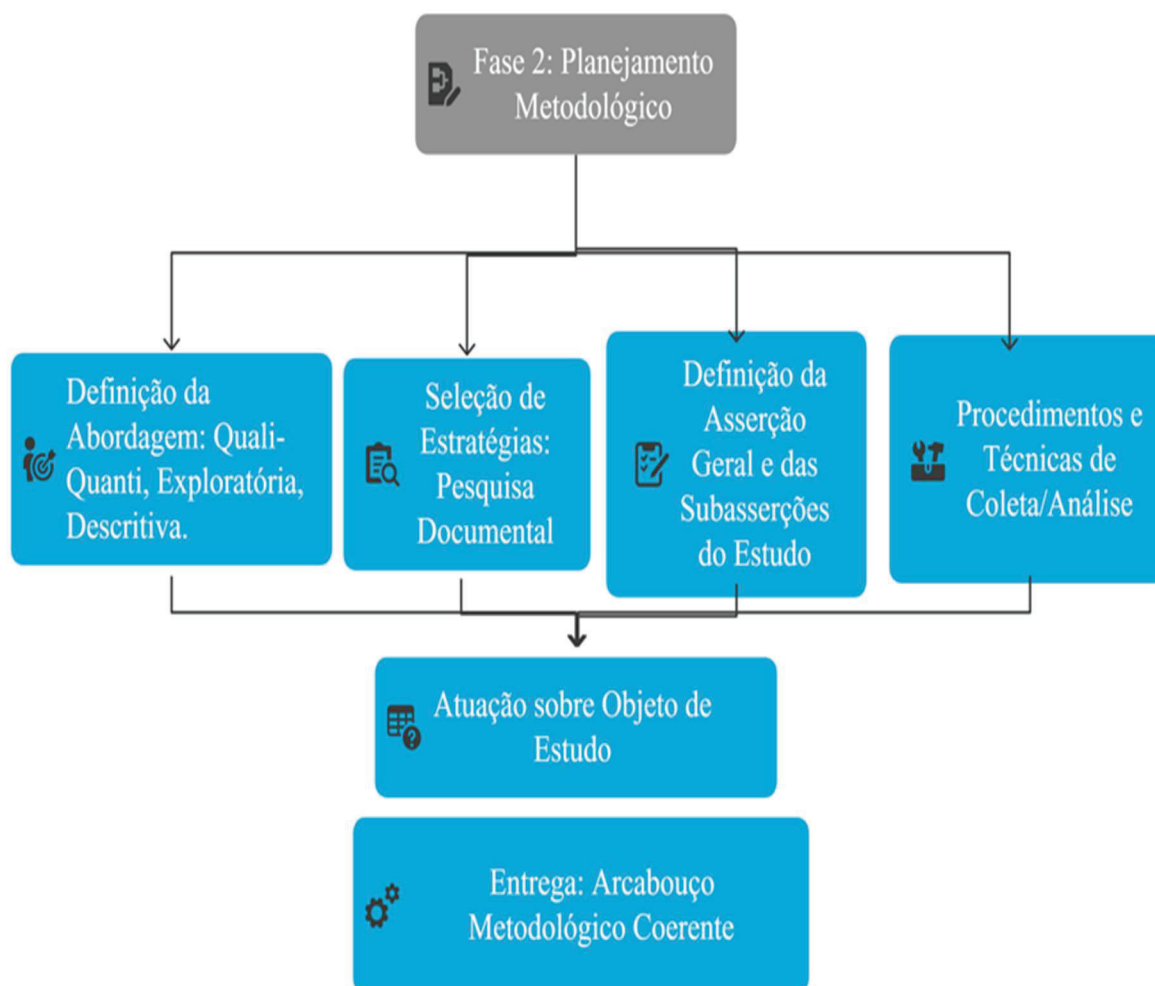 Fase 2: Planejamento
Metodológico
Definição da
Abordagem: Quali-
Quanti, Exploratória,
Descritiva.
Seleção de
Estratégias:
Pesquisa
Documental
Definição da
Asserção
Geral e das
Subasserções
do Estudo
Procedimentos e
Técnicas de
Coleta/Análise
Atuação sobre Objeto de
Estudo
Entrega: Arcabouço
Metodológico Coerente